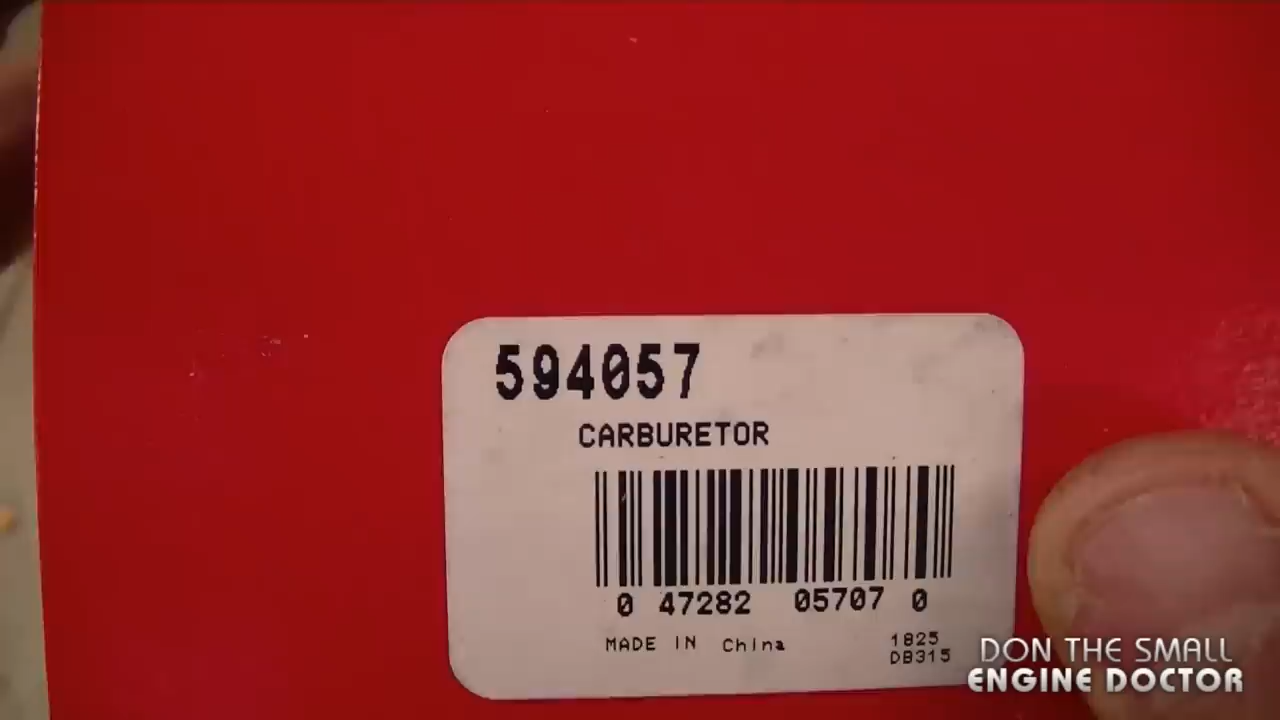 594057
CARBURETOR
0 47282 05707 0
MADE IN China
1825
DB315
DON THE SMALL
ENGINE DOCTOR